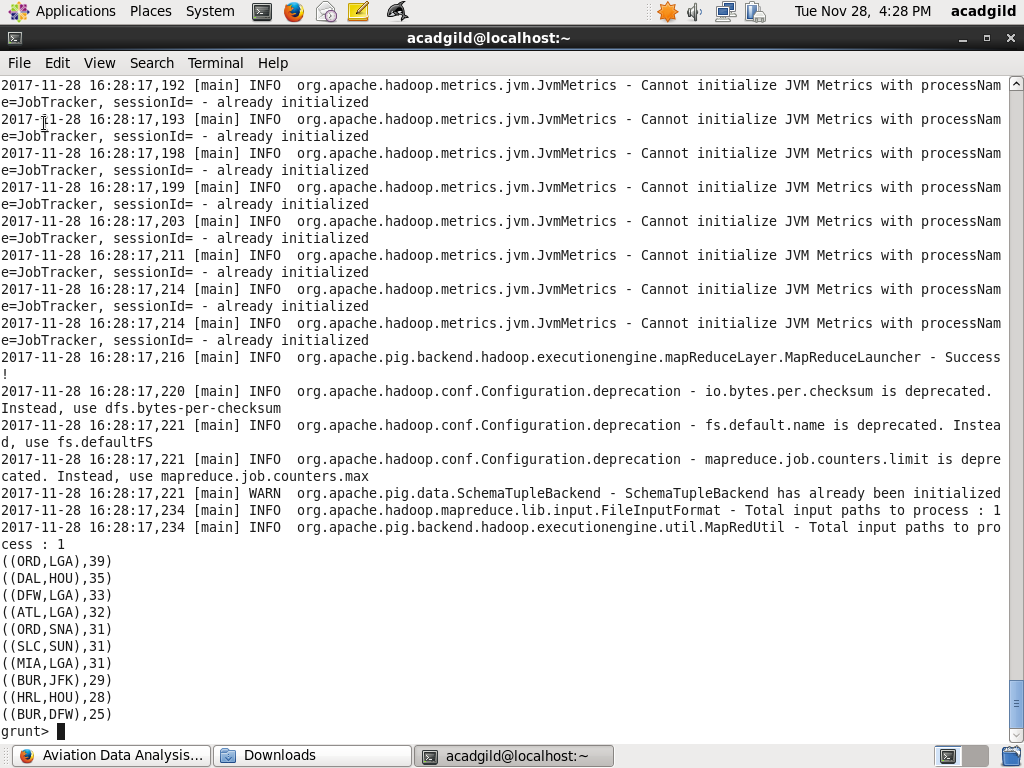 Applications Places System Tue Nov 28, 4:28 PM acadgild
acadgild@localhost:~
File Edit View Search Terminal Help
2017-11-28 16:28:17,192 [main] INFO  org.apache.hadoop.metrics.jvm.JvmMetrics - Cannot initialize JVM Metrics with processNam
e=JobTracker, sessionId= - already initialized
2017-11-28 16:28:17,193 [main] INFO  org.apache.hadoop.metrics.jvm.JvmMetrics - Cannot initialize JVM Metrics with processNam
e=JobTracker, sessionId= - already initialized
2017-11-28 16:28:17,198 [main] INFO  org.apache.hadoop.metrics.jvm.JvmMetrics - Cannot initialize JVM Metrics with processNam
e=JobTracker, sessionId= - already initialized
2017-11-28 16:28:17,199 [main] INFO  org.apache.hadoop.metrics.jvm.JvmMetrics - Cannot initialize JVM Metrics with processNam
e=JobTracker, sessionId= - already initialized
2017-11-28 16:28:17,203 [main] INFO  org.apache.hadoop.metrics.jvm.JvmMetrics - Cannot initialize JVM Metrics with processNam
e=JobTracker, sessionId= - already initialized
2017-11-28 16:28:17,211 [main] INFO  org.apache.hadoop.metrics.jvm.JvmMetrics - Cannot initialize JVM Metrics with processNam
e=JobTracker, sessionId= - already initialized
2017-11-28 16:28:17,214 [main] INFO  org.apache.hadoop.metrics.jvm.JvmMetrics - Cannot initialize JVM Metrics with processNam
e=JobTracker, sessionId= - already initialized
2017-11-28 16:28:17,214 [main] INFO  org.apache.hadoop.metrics.jvm.JvmMetrics - Cannot initialize JVM Metrics with processNam
e=JobTracker, sessionId= - already initialized
2017-11-28 16:28:17,216 [main] INFO  org.apache.pig.backend.hadoop.executionengine.mapReduceLayer.MapReduceLauncher - Success
!
2017-11-28 16:28:17,220 [main] INFO  org.apache.hadoop.conf.Configuration.deprecation - io.bytes.per.checksum is deprecated.
Instead, use dfs.bytes-per-checksum
2017-11-28 16:28:17,221 [main] INFO  org.apache.hadoop.conf.Configuration.deprecation - fs.default.name is deprecated. Instea
d, use fs.defaultFS
2017-11-28 16:28:17,221 [main] INFO  org.apache.hadoop.conf.Configuration.deprecation - mapreduce.job.counters.limit is depre
cated. Instead, use mapreduce.job.counters.max
2017-11-28 16:28:17,221 [main] WARN  org.apache.pig.data.SchemaTupleBackend - SchemaTupleBackend has already been initialized
2017-11-28 16:28:17,234 [main] INFO  org.apache.hadoop.mapreduce.lib.input.FileInputFormat - Total input paths to process : 1
2017-11-28 16:28:17,234 [main] INFO  org.apache.pig.backend.hadoop.executionengine.util.MapRedUtil - Total input paths to pro
cess : 1
((ORD,LGA),39)
((DAL,HOU),35)
((DFW,LGA),33)
((ATL,LGA),32)
((ORD,SNA),31)
((SLC,SUN),31)
((MIA,LGA),31)
((BUR,JFK),29)
((HRL,HOU),28)
((BUR,DFW),25)
grunt>
Aviation Data Analysis... Downloads acadgild@localhost:~